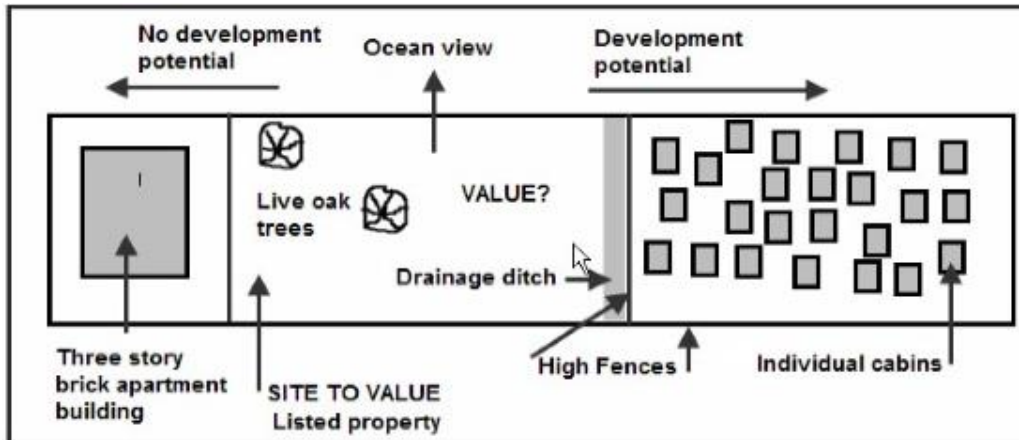 No development
potential
Ocean view
Development
potential
Live oak
trees
VALUE?
Drainage ditch
Three story
brick apartment
building
SITE TO VALUE
Listed property
High Fences
Individual cabins